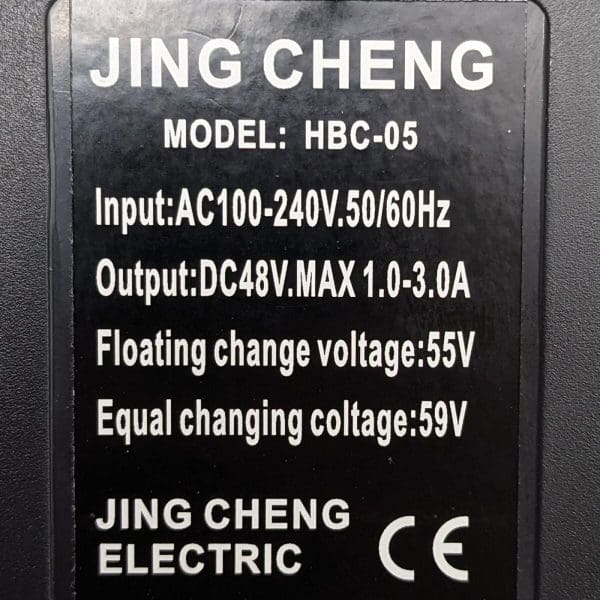 JING CHENG
MODEL: HBC-05
Input:AC100-240V.50/60Hz
Output:DC48V.MAX 1.0-3.0A
Floating change voltage:55V
Equal changing coltage:59V
JING CHENG
ELECTRIC
CE